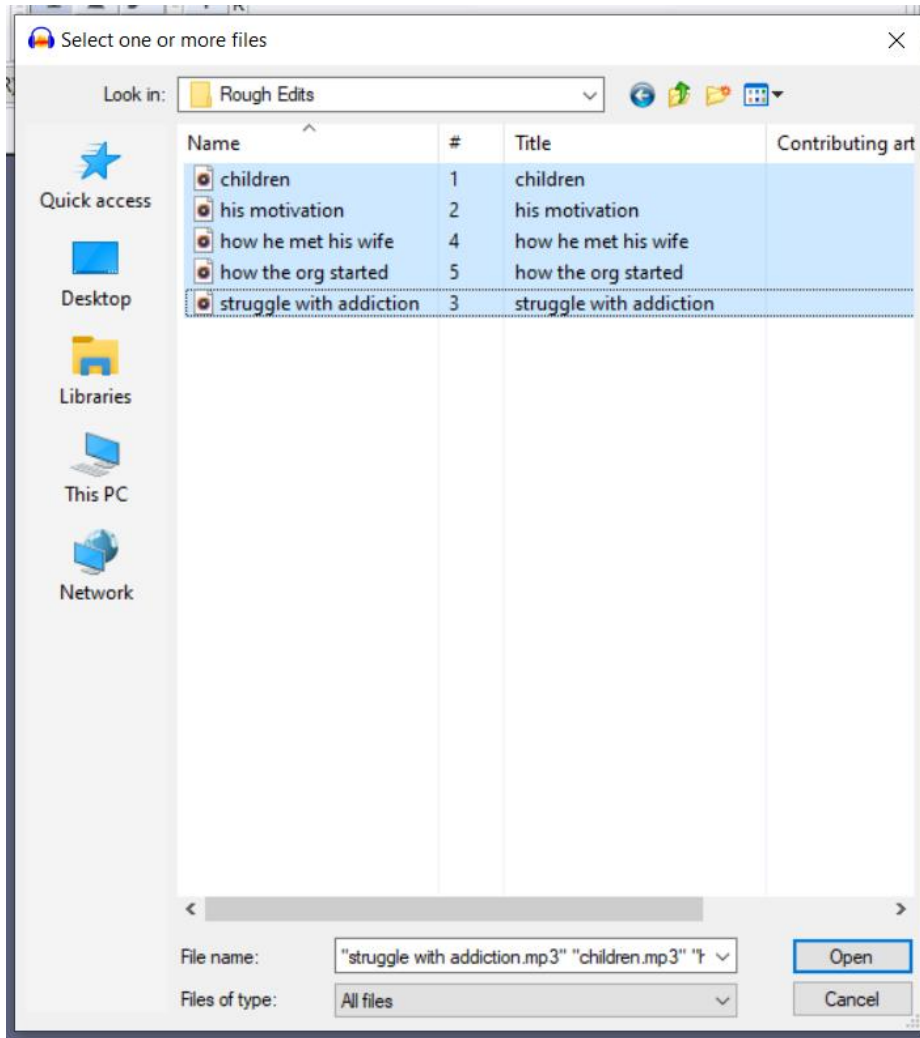 Select one or more files
Look in: Rough Edits
Name # Title Contributing art
children 1 children
his motivation 2 his motivation
how he met his wife 4 how he met his wife
how the org started 5 how the org started
struggle with addiction 3 struggle with addiction
Quick access
Desktop
Libraries
This PC
Network
File name: "struggle with addiction.mp3" "children.mp3" "h
Files of type: All files
Open
Cancel